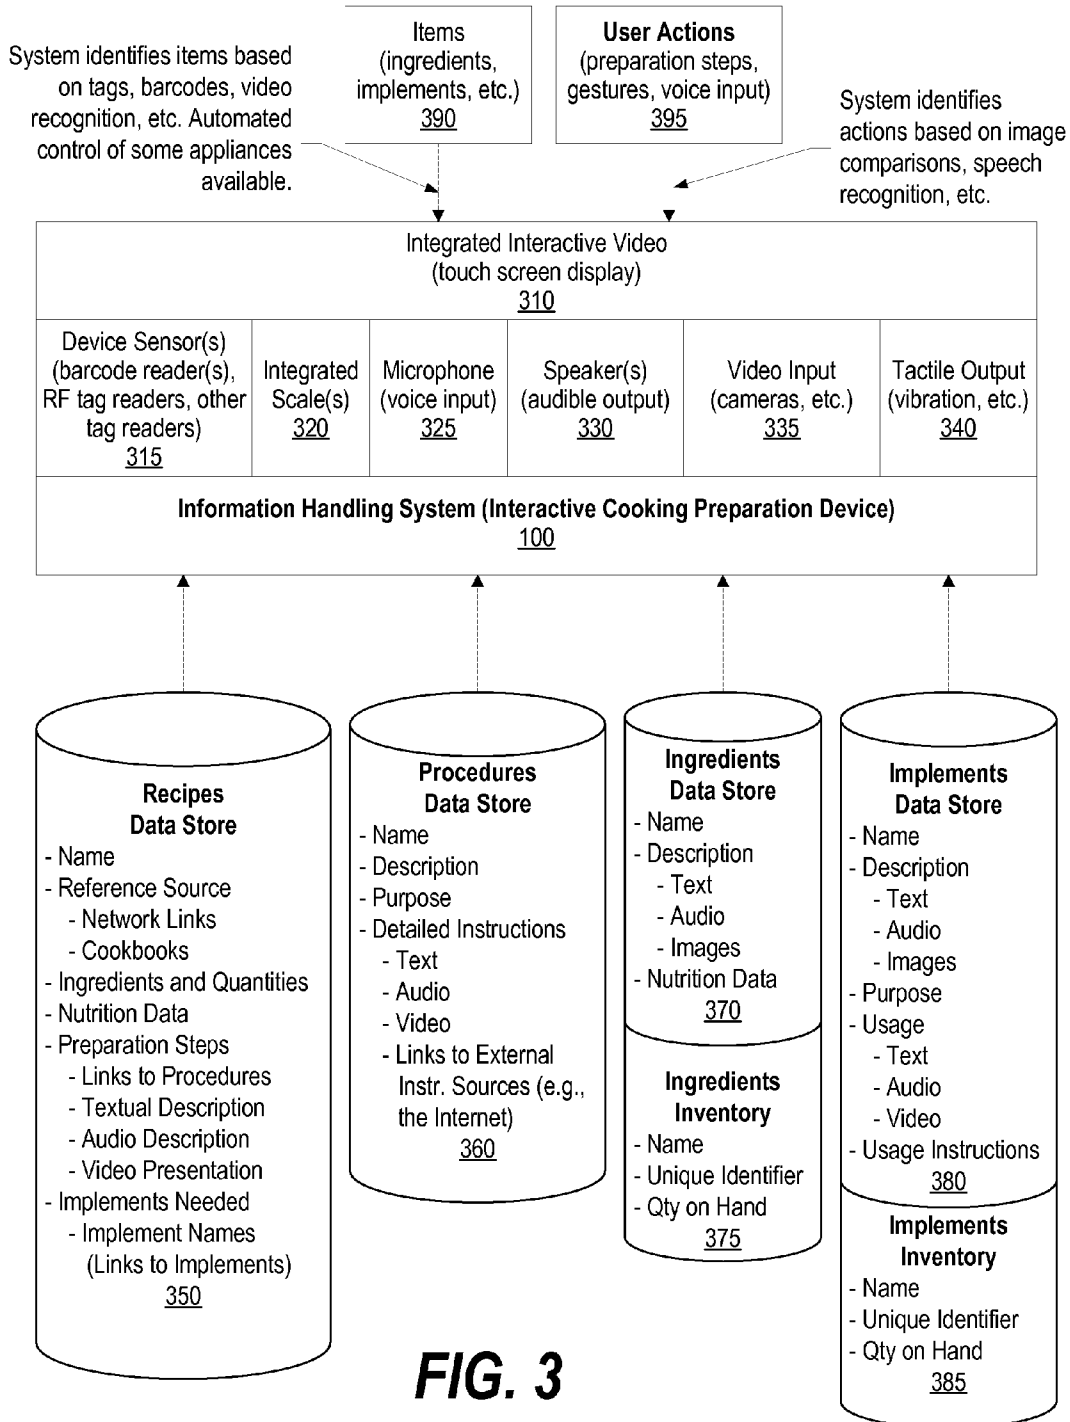 System identifies items based
on tags, barcodes, video
recognition, etc. Automated
control of some appliances
available.
Items
(ingredients,
implements, etc.)
390
User Actions
(preparation steps,
gestures, voice input)
395
System identifies
actions based on image
comparisons, speech
recognition, etc.
Integrated Interactive Video
(touch screen display)
310
Device Sensor(s)
(barcode reader(s),
RF tag readers, other
tag readers)
315
Integrated
Scale(s)
320
Microphone
(voice input)
325
Speaker(s)
(audible output)
330
Video Input
(cameras, etc.)
335
Tactile Output
(vibration, etc.)
340
Information Handling System (Interactive Cooking Preparation Device)
100
Recipes
Data Store
- Name
- Reference Source
- Network Links
- Cookbooks
- Ingredients and Quantities
- Nutrition Data
- Preparation Steps
- Links to Procedures
- Textual Description
- Audio Description
- Video Presentation
- Implements Needed
- Implement Names
(Links to Implements)
350
Procedures
Data Store
- Name
- Description
- Purpose
- Detailed Instructions
- Text
- Audio
- Video
- Links to External
Instr. Sources (e.g.,
the Internet)
360
Ingredients
Data Store
- Name
- Description
- Text
- Audio
- Images
- Nutrition Data
370
Ingredients
Inventory
- Name
- Unique Identifier
- Qty on Hand
375
Implements
Data Store
- Name
- Description
- Text
- Audio
- Images
- Purpose
- Usage
- Text
- Audio
- Video
- Usage Instructions
380
Implements
Inventory
- Name
- Unique Identifier
- Qty on Hand
385
FIG. 3